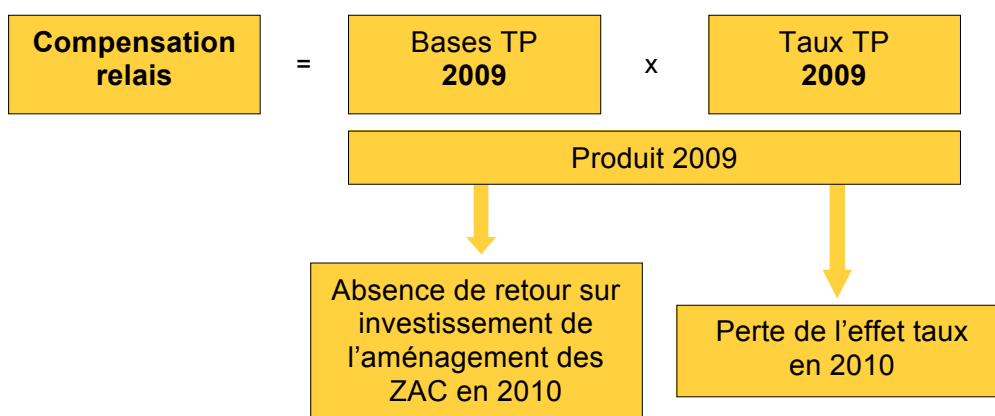 Compensation
relais
=
Bases TP
2009
x
Taux TP
2009
Produit 2009
Absence de retour sur
investissement de
l'aménagement des
ZAC en 2010
Perte de l'effet taux
en 2010